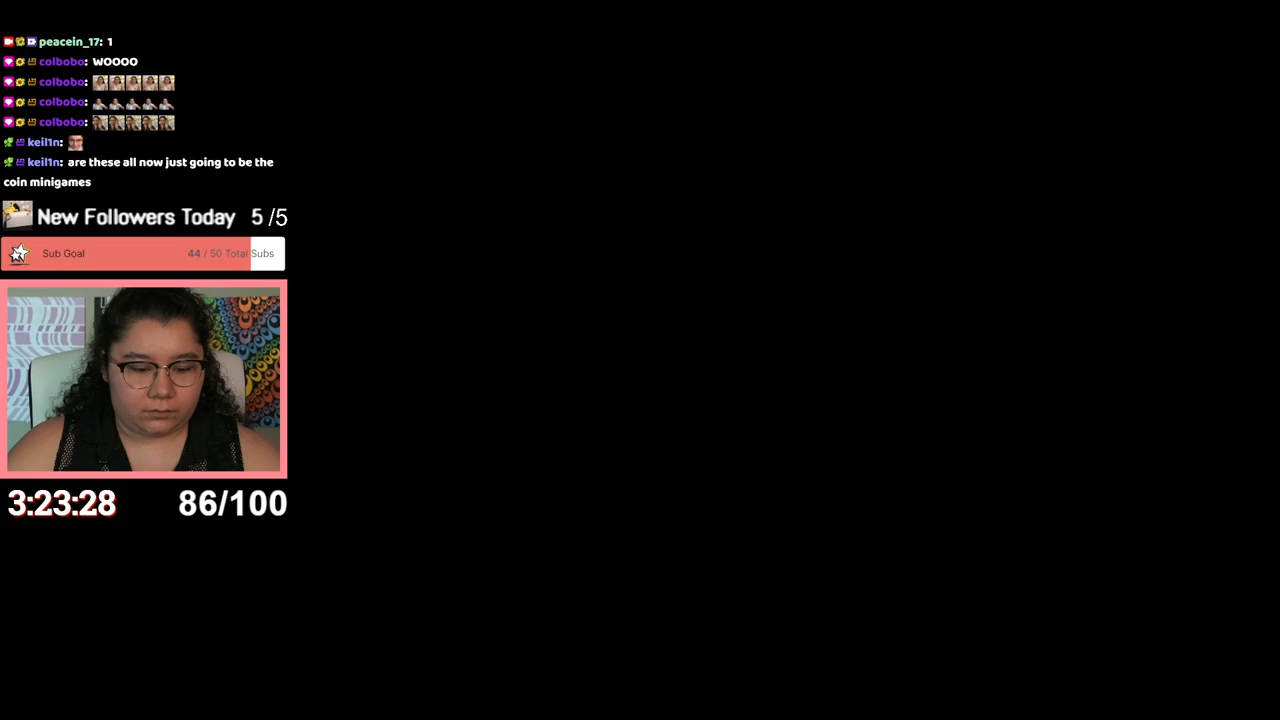 peacein_17: 1
colbobo: WOOOO
colbobo:
colbobo:
colbobo:
keil1n:
keil1n: are these all now just going to be the
coin minigames
New Followers Today 5 /5
Sub Goal 44 / 50 Total Subs
3:23:28 86/100